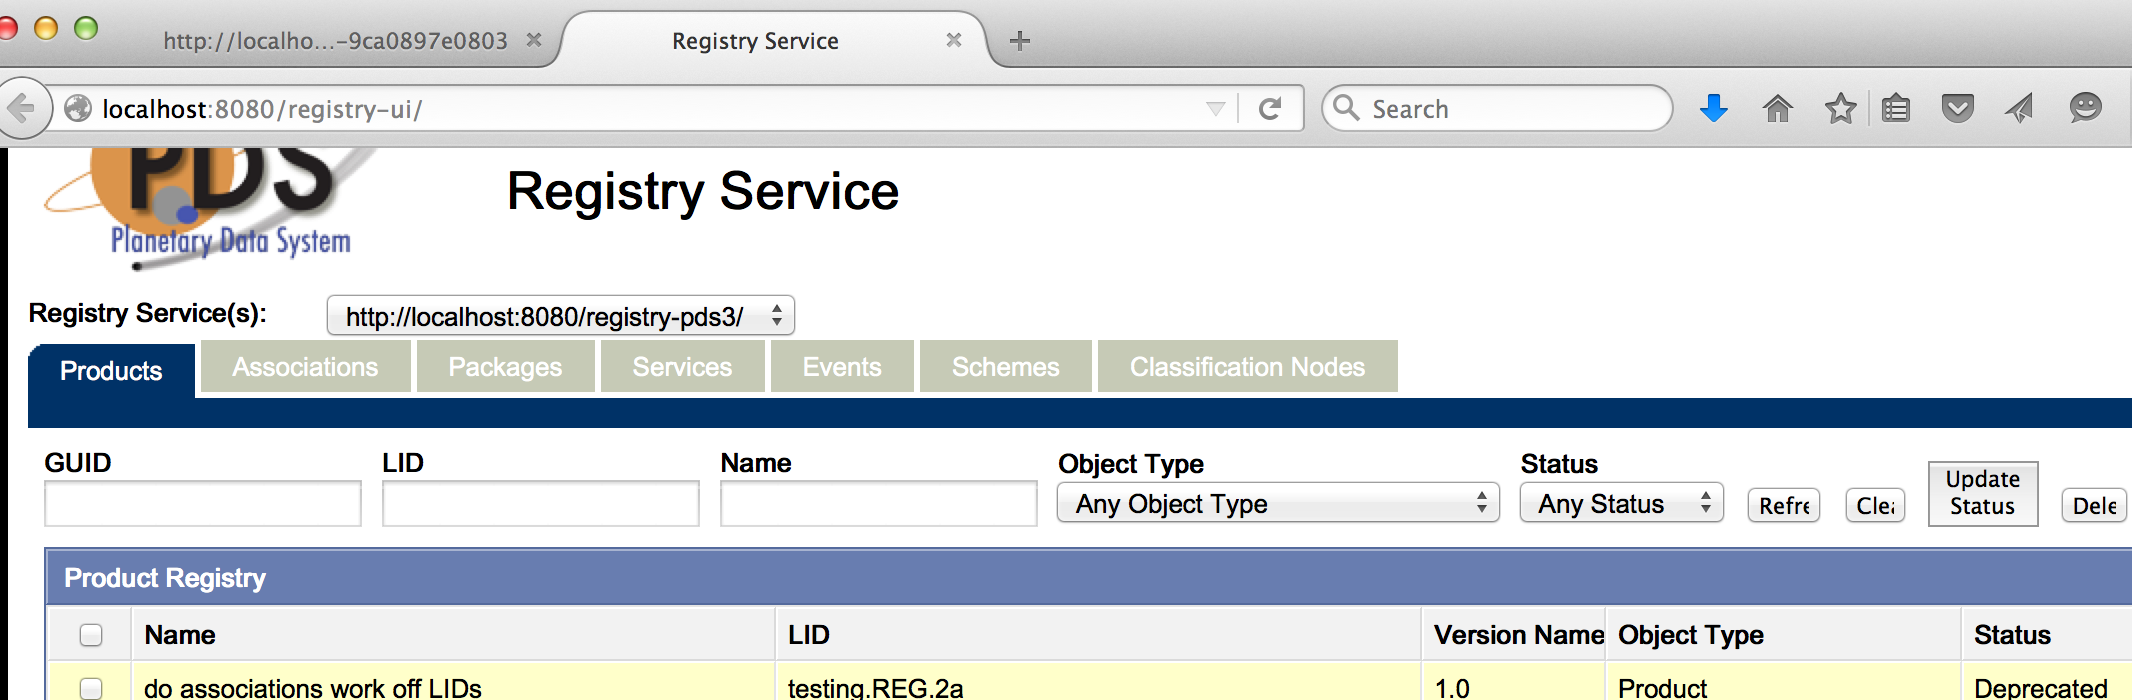 http://localho...-9ca0897e0803
Registry Service
localhost:8080/registry-ui/
Search
PDS
Planetary Data System
Registry Service
Registry Service(s):
http://localhost:8080/registry-pds3/
Products Associations Packages Services Events Schemes Classification Nodes
GUID LID Name Object Type Status
Any Object Type Any Status Refre Clea Update Status Dele
Product Registry
Name LID Version Name Object Type Status
do associations work off LIDs testing.REG.2a 1.0 Product Deprecated